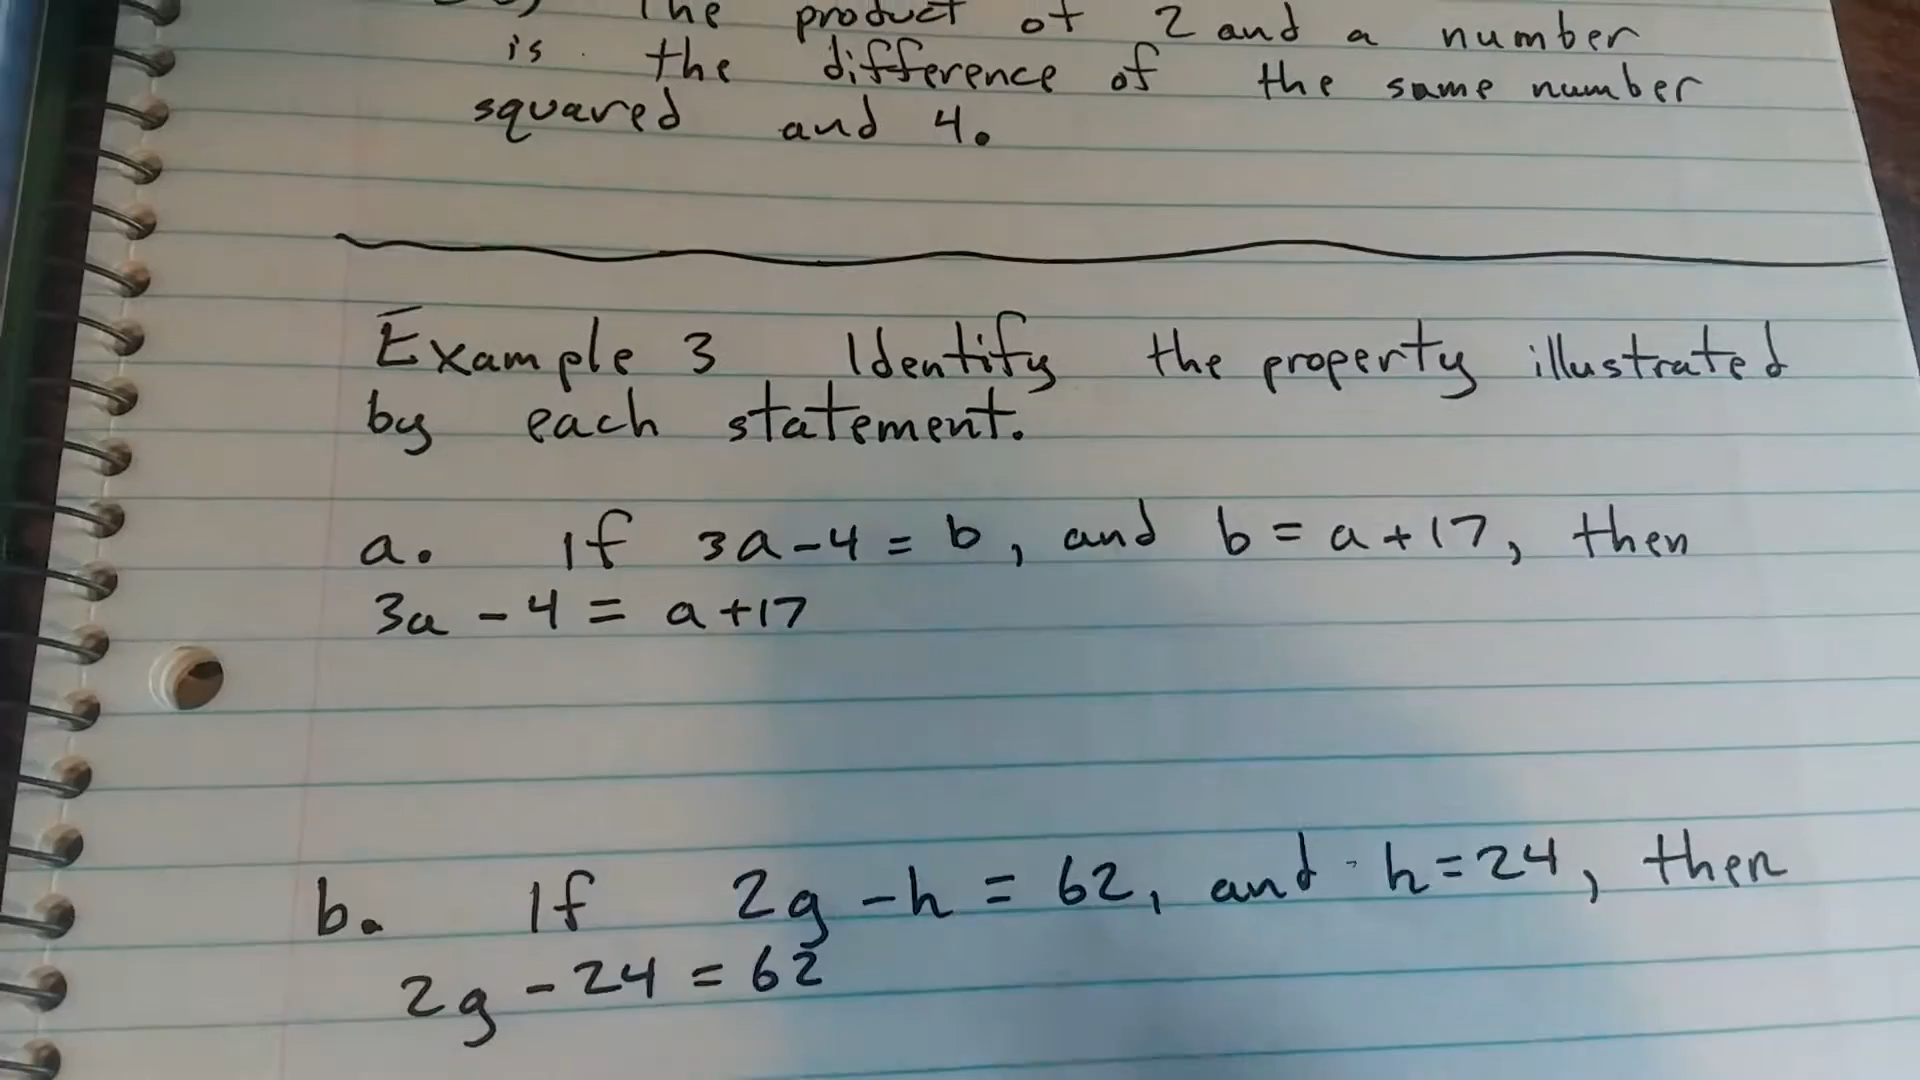 The product of 2 and a number
is the difference of the same number
squared and 4.
Example 3 Identify the property illustrated
by each statement.
a. If 3a-4 = b, and b = a+17, then
3a - 4 = a+17
b. If 2g - h = 62, and h = 24, then
2g - 24 = 62